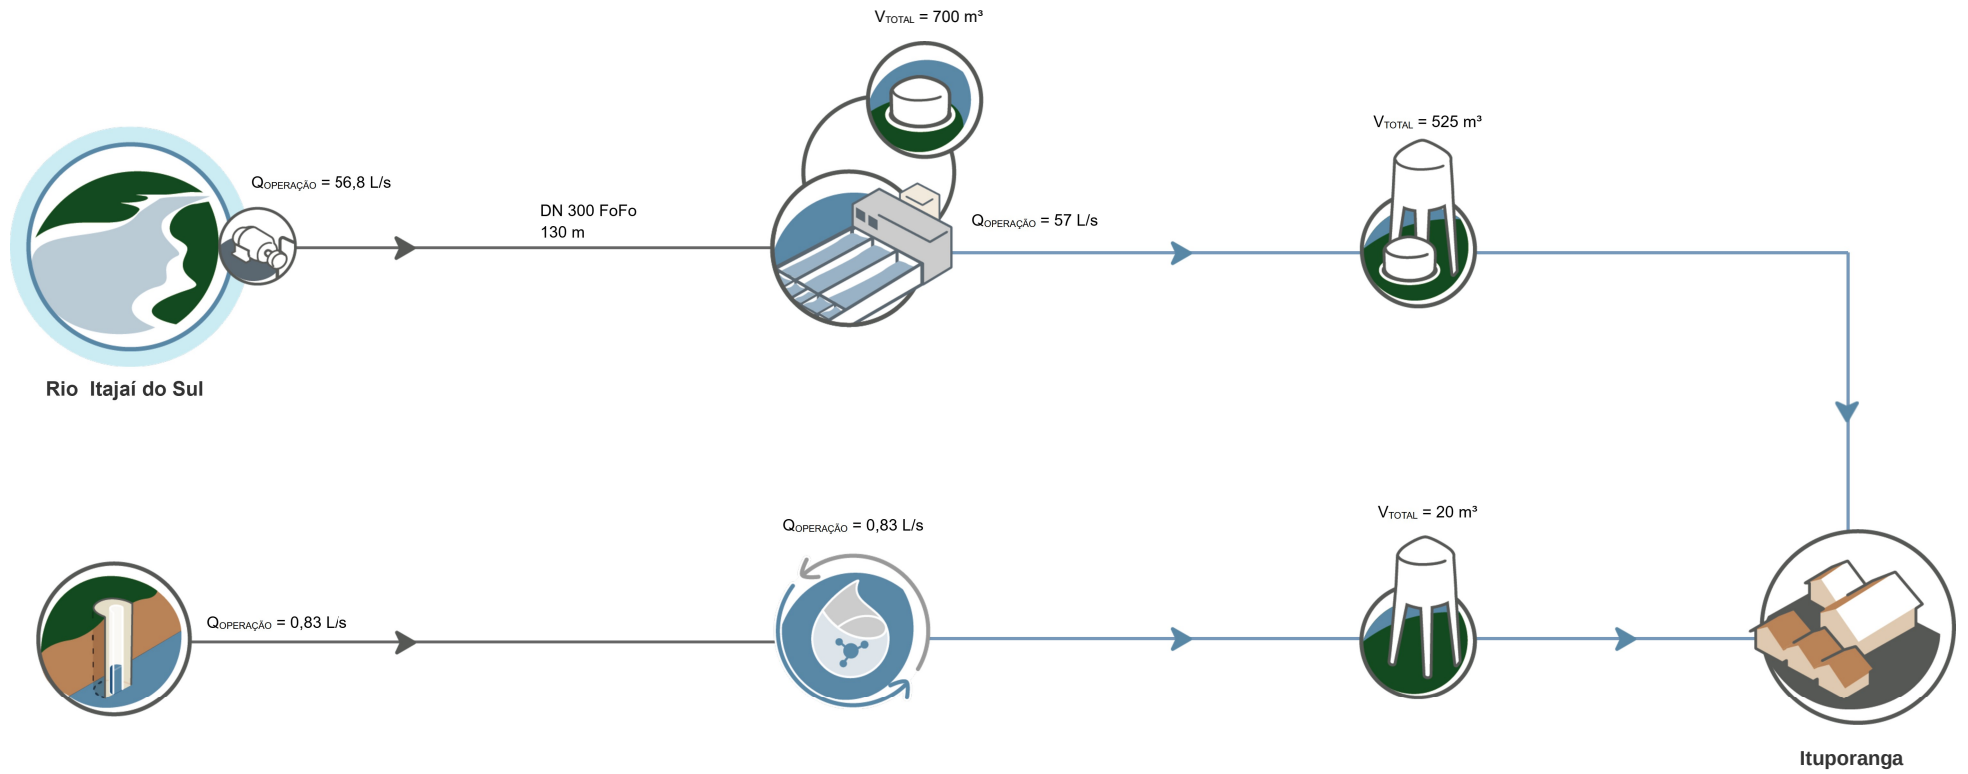 VTOTAL = 700 m³
VTOTAL = 525 m³
QOPERAÇÃO = 56,8 L/s
DN 300 FoFo
130 m
QOPERAÇÃO = 57 L/s
Rio Itajaí do Sul
VTOTAL = 20 m³
QOPERAÇÃO = 0,83 L/s
QOPERAÇÃO = 0,83 L/s
Ituporanga